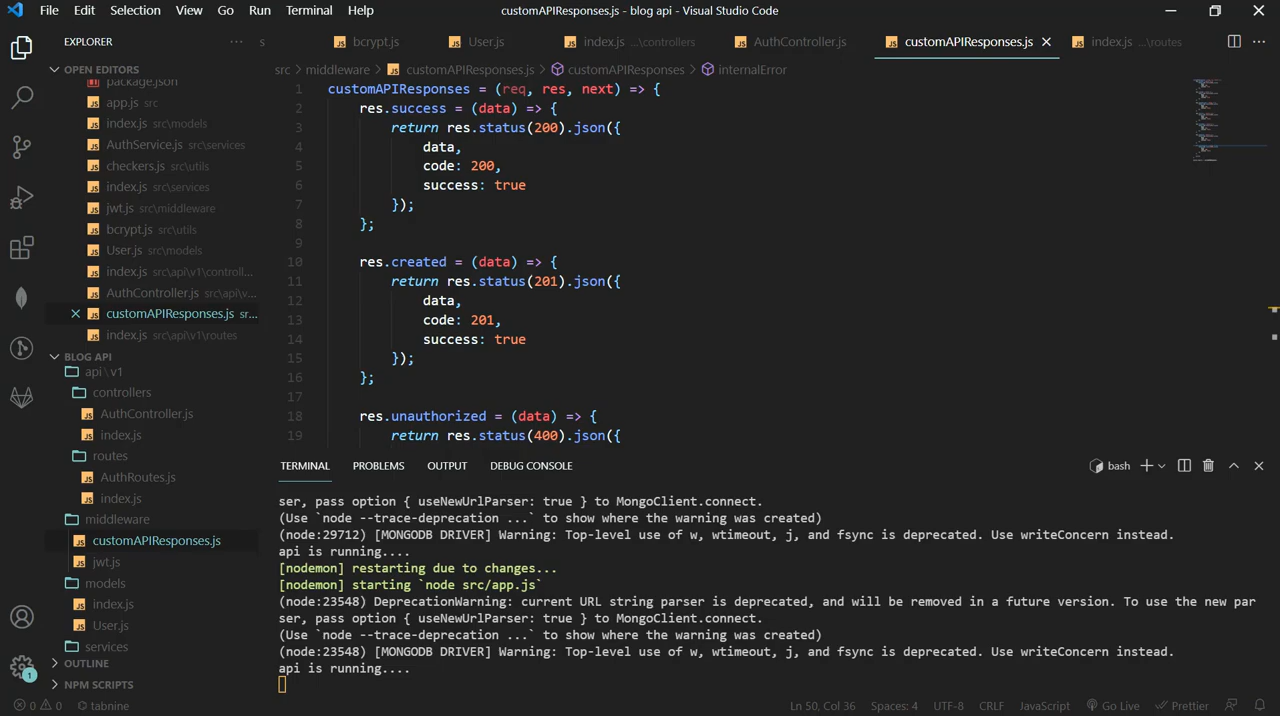 File Edit Selection View Go Run Terminal Help
customAPIResponses.js - blog api - Visual Studio Code
EXPLORER
s
bcrypt.js
User.js
index.js ...\controllers
AuthController.js
customAPIResponses.js
index.js ...\routes
OPEN EDITORS
package.json
app.js src
index.js src\models
AuthService.js src\services
checkers.js src\utils
index.js src\services
jwt.js src\middleware
bcrypt.js src\utils
User.js src\models
index.js src\api\v1\controll...
AuthController.js src\api\v...
customAPIResponses.js sr...
index.js src\api\v1\routes
BLOG API
api \ v1
controllers
AuthController.js
index.js
routes
AuthRoutes.js
index.js
middleware
customAPIResponses.js
jwt.js
models
index.js
User.js
services
OUTLINE
NPM SCRIPTS
1
src > middleware > customAPIResponses.js > customAPIResponses > internalError
1 customAPIResponses = (req, res, next) => {
2 res.success = (data) => {
3 return res.status(200).json({
4 data,
5 code: 200,
6 success: true
7 });
8 };
9
10 res.created = (data) => {
11 return res.status(201).json({
12 data,
13 code: 201,
14 success: true
15 });
16 };
17
18 res.unauthorized = (data) => {
19 return res.status(400).json({
TERMINAL PROBLEMS OUTPUT DEBUG CONSOLE
bash
ser, pass option { useNewUrlParser: true } to MongoClient.connect.
(Use `node --trace-deprecation ...` to show where the warning was created)
(node:29712) [MONGODB DRIVER] Warning: Top-level use of w, wtimeout, j, and fsync is deprecated. Use writeConcern instead.
api is running....
[nodemon] restarting due to changes...
[nodemon] starting `node src/app.js`
(node:23548) DeprecationWarning: current URL string parser is deprecated, and will be removed in a future version. To use the new par
ser, pass option { useNewUrlParser: true } to MongoClient.connect.
(Use `node --trace-deprecation ...` to show where the warning was created)
(node:23548) [MONGODB DRIVER] Warning: Top-level use of w, wtimeout, j, and fsync is deprecated. Use writeConcern instead.
api is running....
0 0 tabnine
Ln 50, Col 36 Spaces: 4 UTF-8 CRLF JavaScript Go Live Prettier